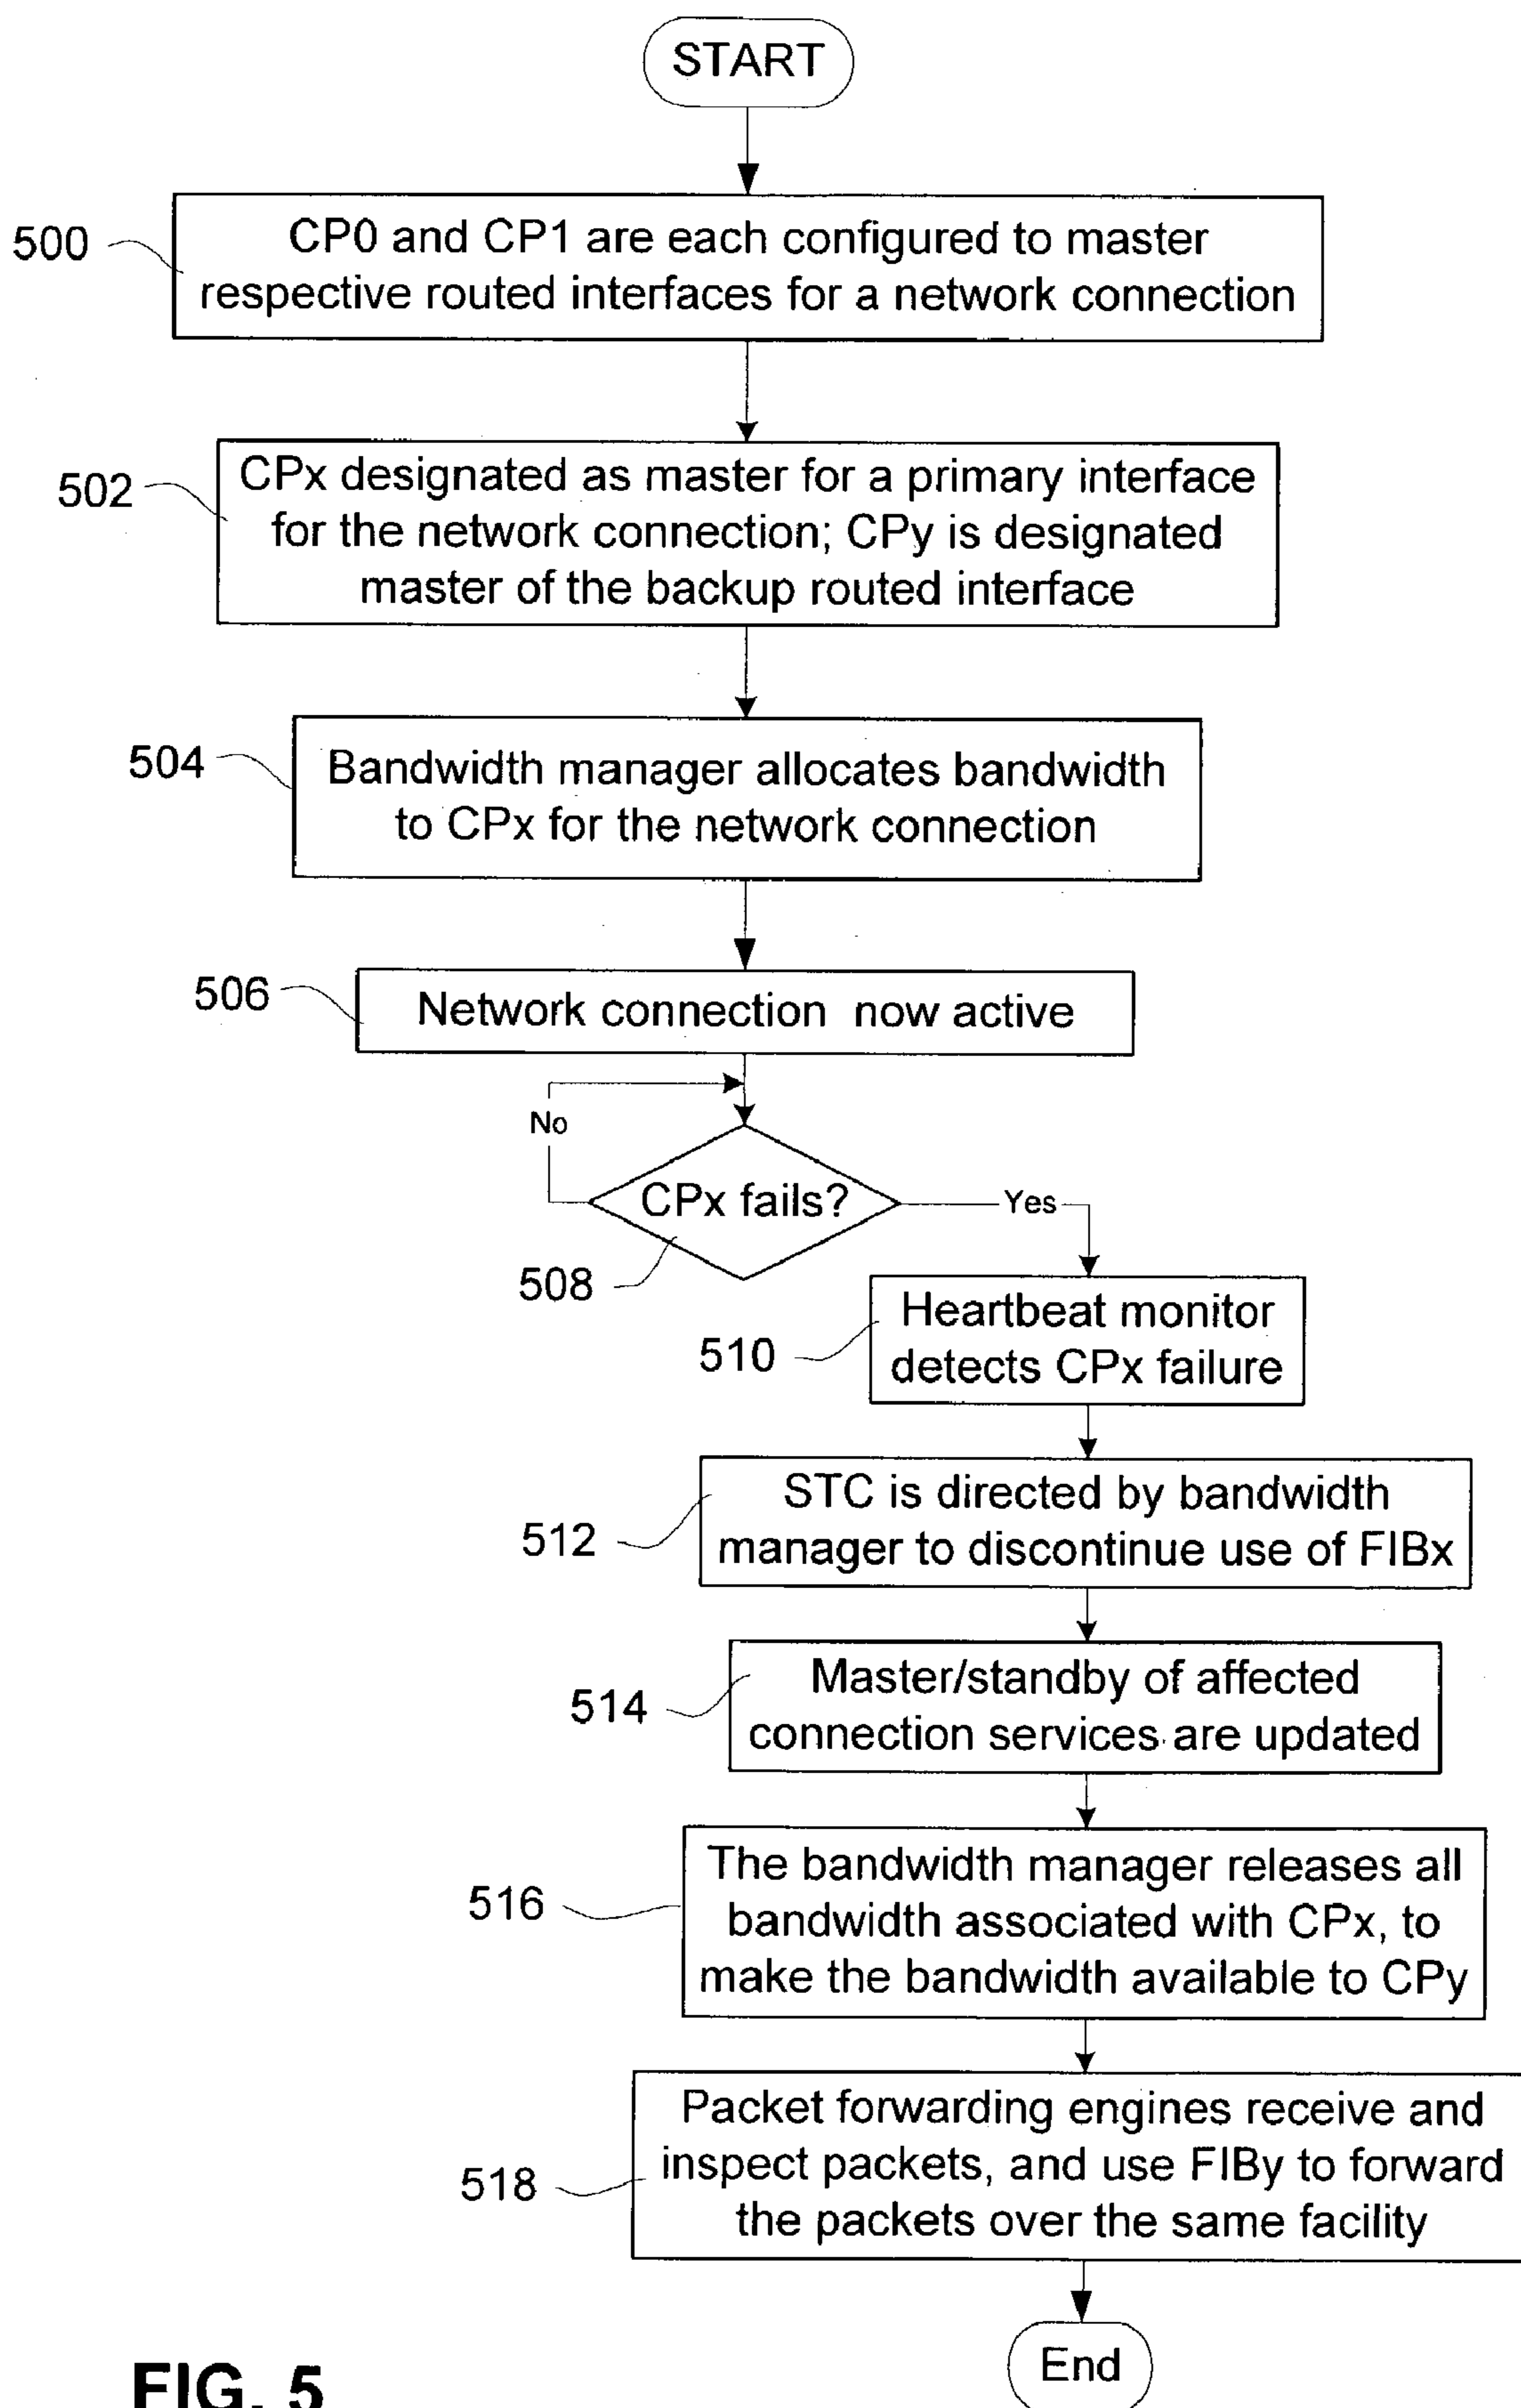 START
500
CP0 and CP1 are each configured to master
respective routed interfaces for a network connection
502
CPx designated as master for a primary interface
for the network connection; CPy is designated
master of the backup routed interface
504
Bandwidth manager allocates bandwidth
to CPx for the network connection
506
Network connection now active
No
CPx fails?
Yes
508
510
Heartbeat monitor
detects CPx failure
512
STC is directed by bandwidth
manager to discontinue use of FIBx
514
Master/standby of affected
connection services are updated
516
The bandwidth manager releases all
bandwidth associated with CPx, to
make the bandwidth available to CPy
518
Packet forwarding engines receive and
inspect packets, and use FIBy to forward
the packets over the same facility
End
FIG. 5